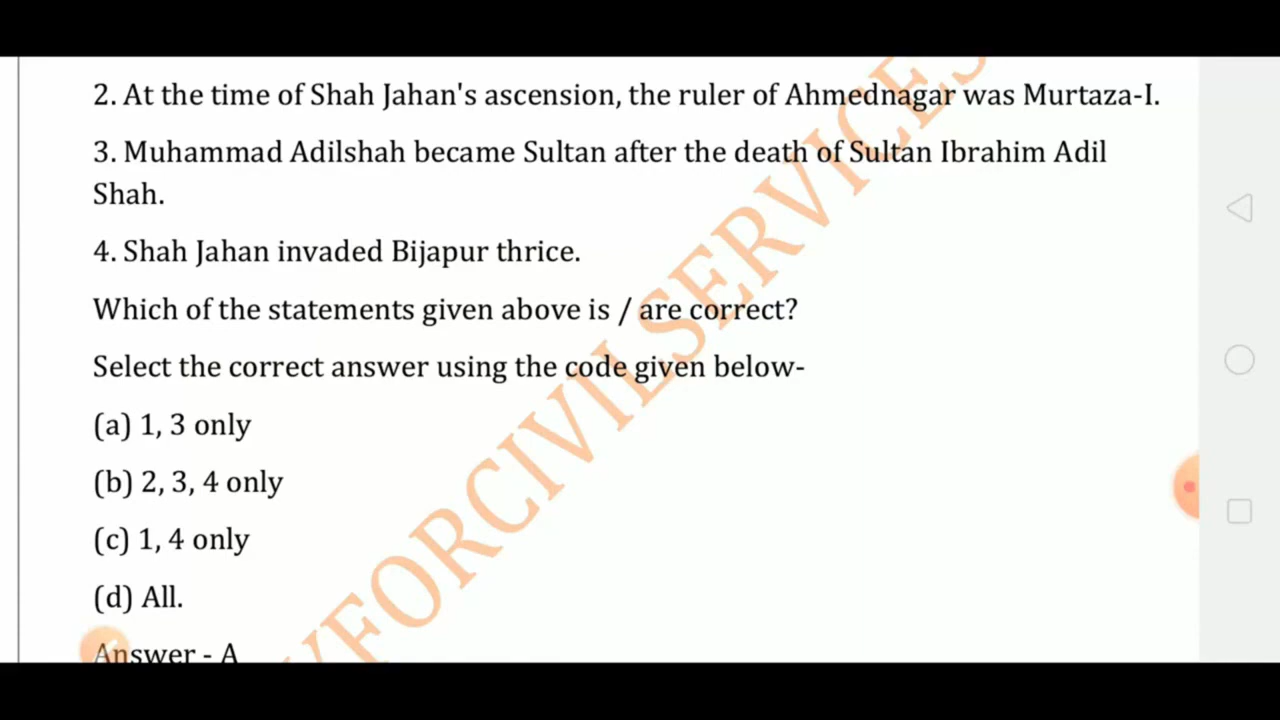 2. At the time of Shah Jahan's ascension, the ruler of Ahmednagar was Murtaza-I.
3. Muhammad Adilshah became Sultan after the death of Sultan Ibrahim Adil
Shah.
4. Shah Jahan invaded Bijapur thrice.
Which of the statements given above is / are correct?
Select the correct answer using the code given below-
(a) 1, 3 only
(b) 2, 3, 4 only
(c) 1, 4 only
(d) All.
Answer - A
YFORCIVILSERVICES